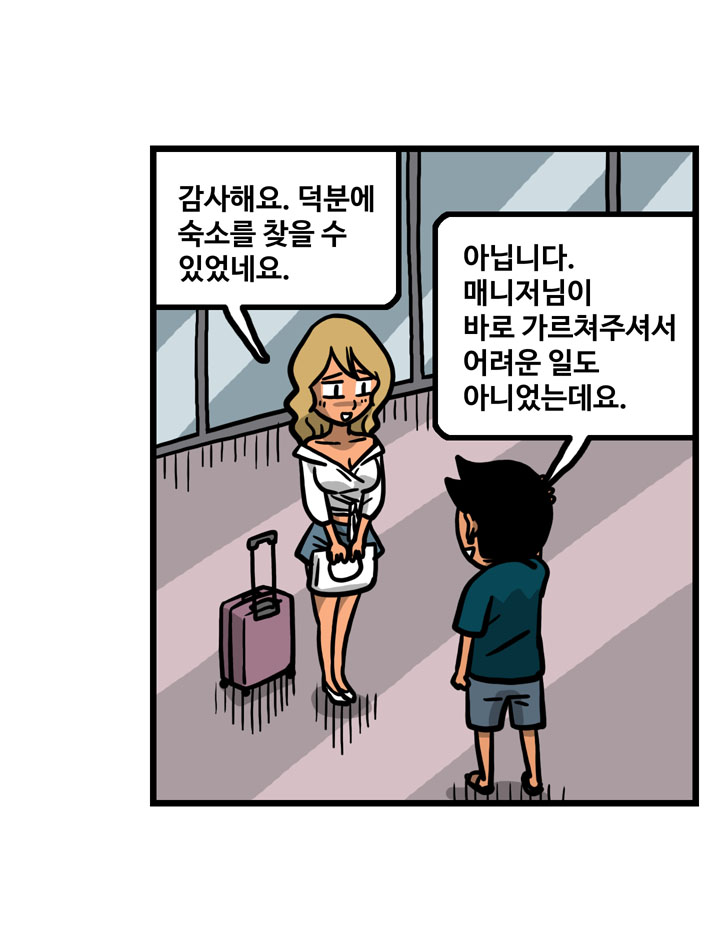 감사해요. 덕분에
숙소를 찾을 수
있었네요.
아닙니다.
매니저님이
바로 가르쳐주셔서
어려운 일도
아니었는데요.